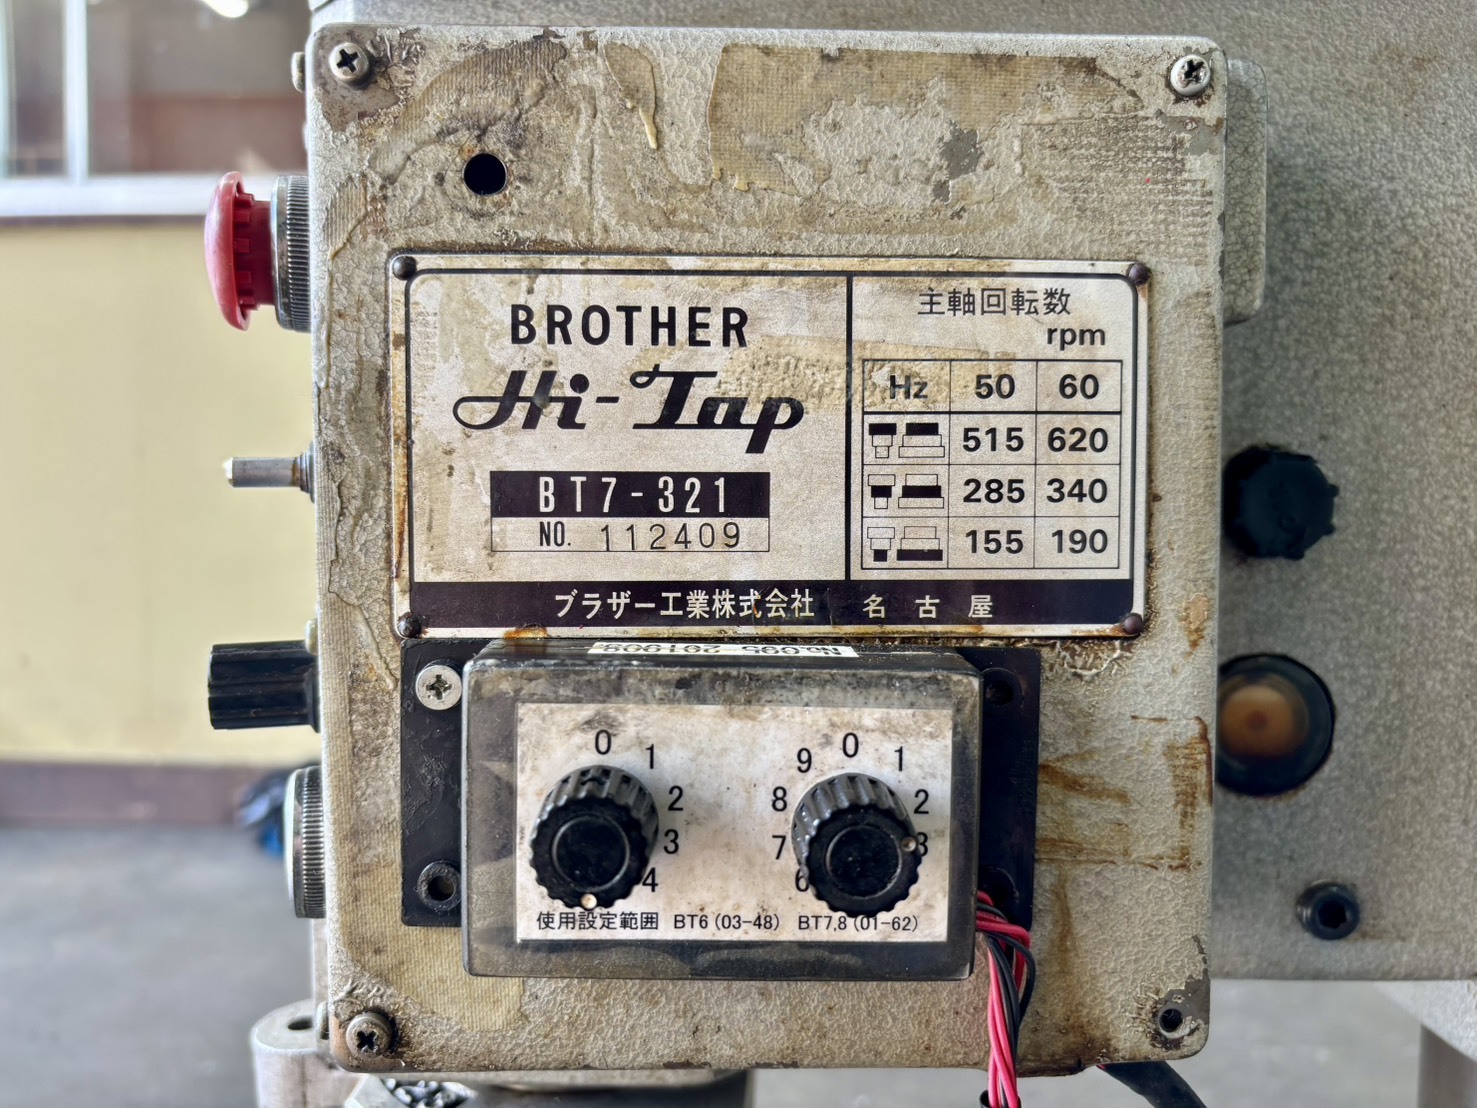 BROTHER
Hi-Tap
BT7-321
NO. 112409
主軸回転数
rpm
Hz 50 60
515 620
285 340
155 190
ブラザー工業株式会社 名古屋
No.095 201909
0 1 2 3 4
9 0 1 2 3 6 7 8
使用設定範囲 BT6(03-48) BT7,8(01-62)